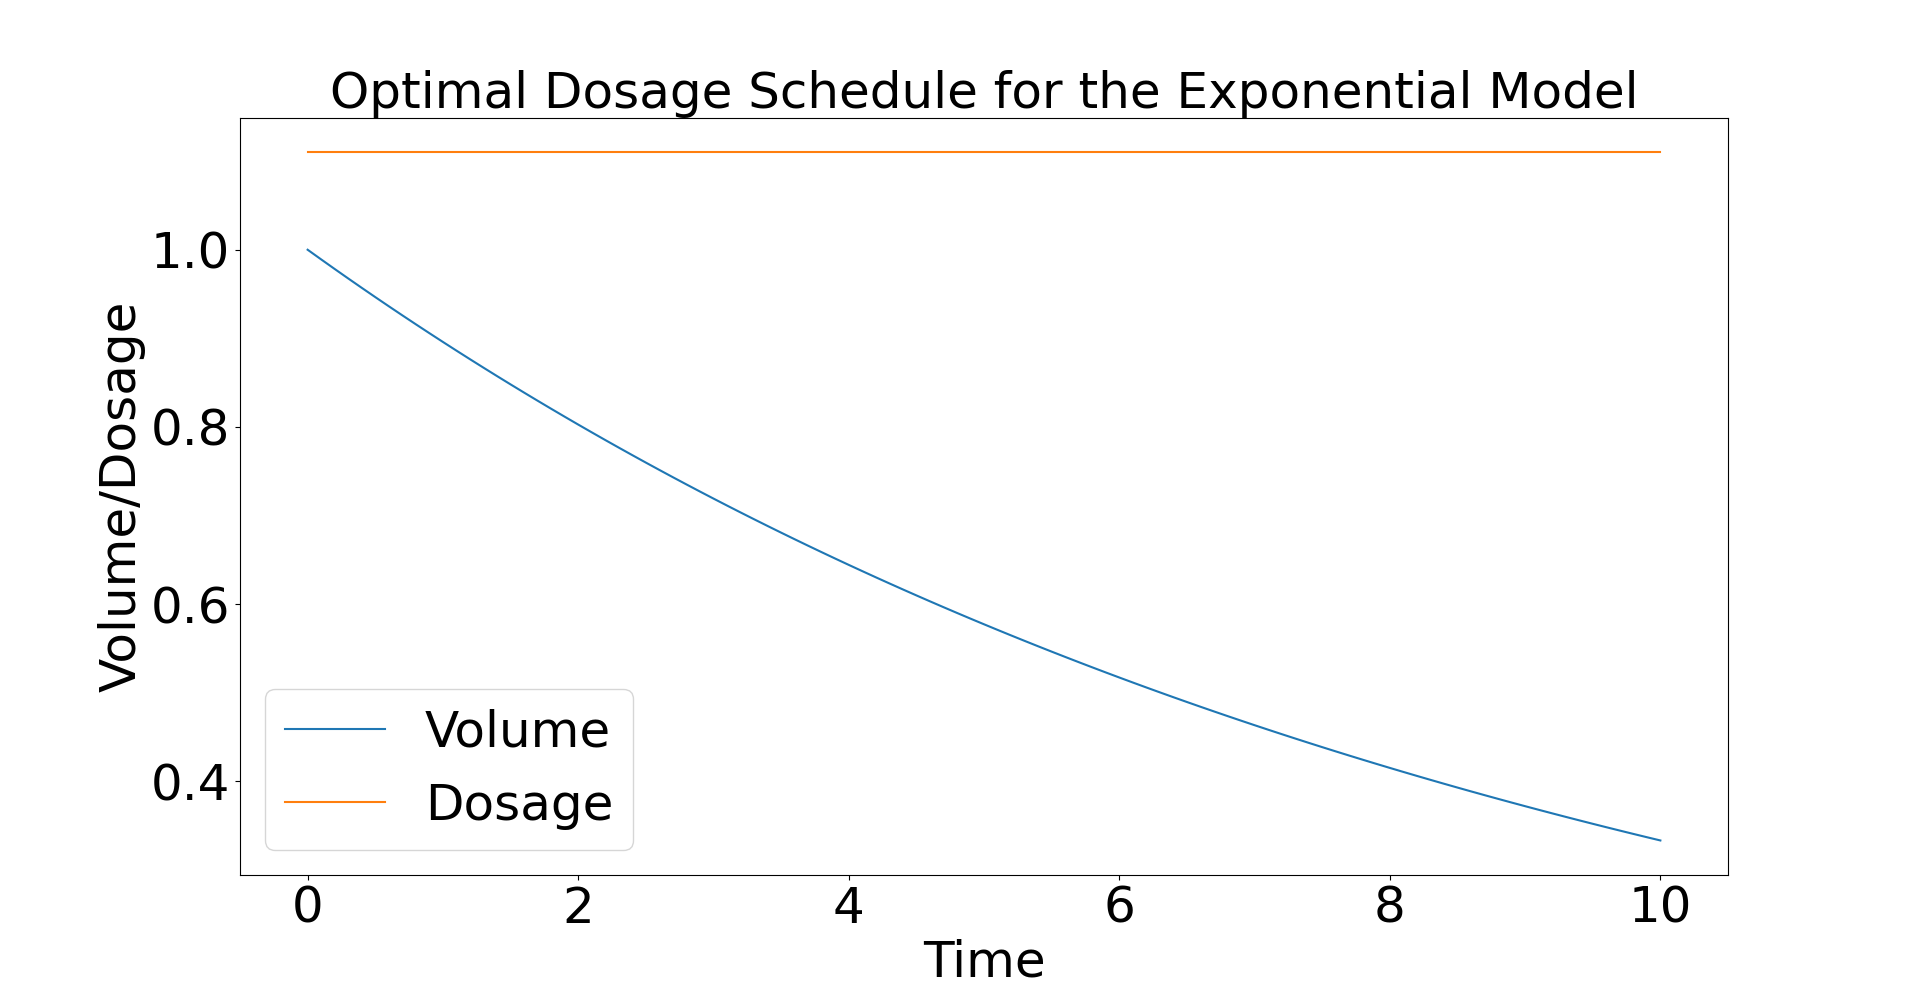 Optimal Dosage Schedule for the Exponential Model
Volume/Dosage
1.0
0.8
0.6
0.4
Volume
Dosage
0 2 4 6 8 10
Time